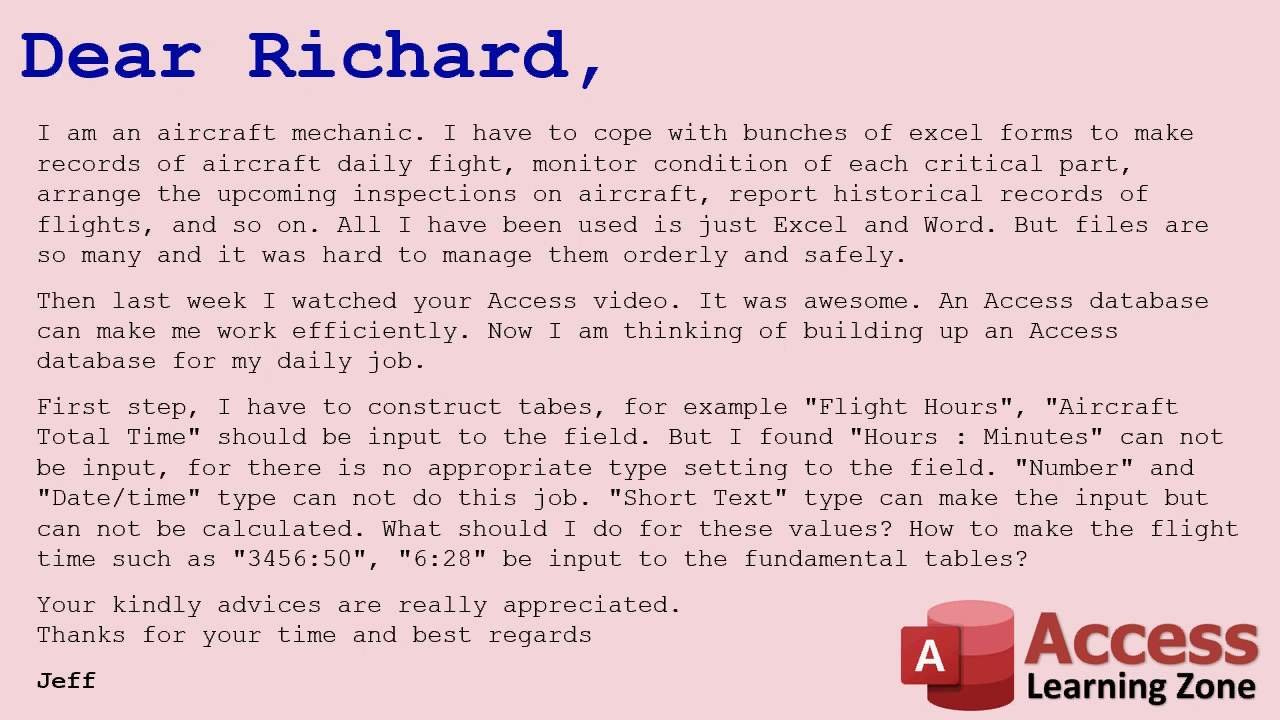 Dear Richard,
I am an aircraft mechanic. I have to cope with bunches of excel forms to make
records of aircraft daily fight, monitor condition of each critical part,
arrange the upcoming inspections on aircraft, report historical records of
flights, and so on. All I have been used is just Excel and Word. But files are
so many and it was hard to manage them orderly and safely.
Then last week I watched your Access video. It was awesome. An Access database
can make me work efficiently. Now I am thinking of building up an Access
database for my daily job.
First step, I have to construct tabes, for example "Flight Hours", "Aircraft
Total Time" should be input to the field. But I found "Hours : Minutes" can not
be input, for there is no appropriate type setting to the field. "Number" and
"Date/time" type can not do this job. "Short Text" type can make the input but
can not be calculated. What should I do for these values? How to make the flight
time such as "3456:50", "6:28" be input to the fundamental tables?
Your kindly advices are really appreciated.
Thanks for your time and best regards
Jeff
A
Access
Learning Zone